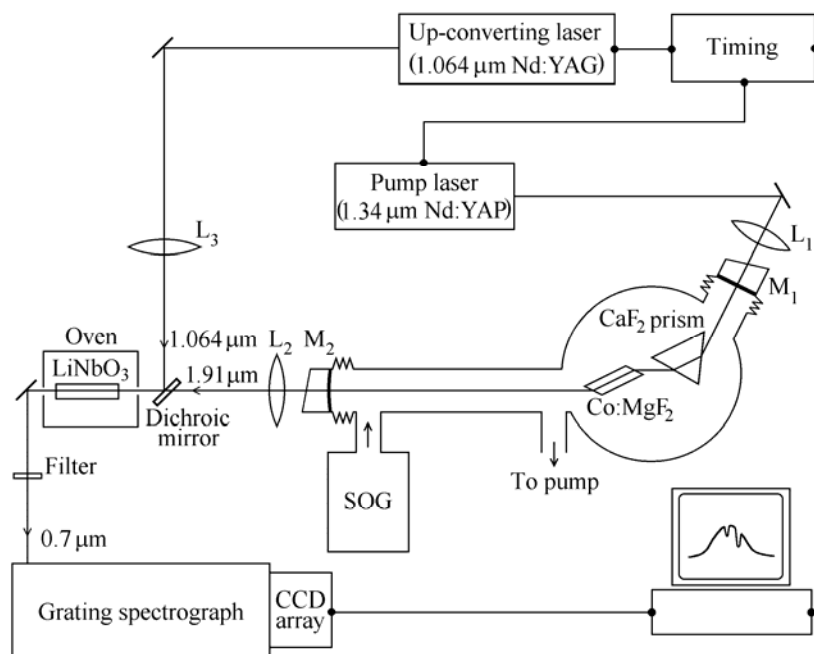 Up-converting laser
(1.064 μm Nd:YAG)
Timing
Pump laser
(1.34 μm Nd:YAP)
L3
L1
M1
CaF2 prism
Oven
LiNbO3
1.064 μm
L2
M2
1.91 μm
Dichroic
mirror
Co:MgF2
Filter
To pump
SOG
0.7 μm
Grating spectrograph
CCD
array